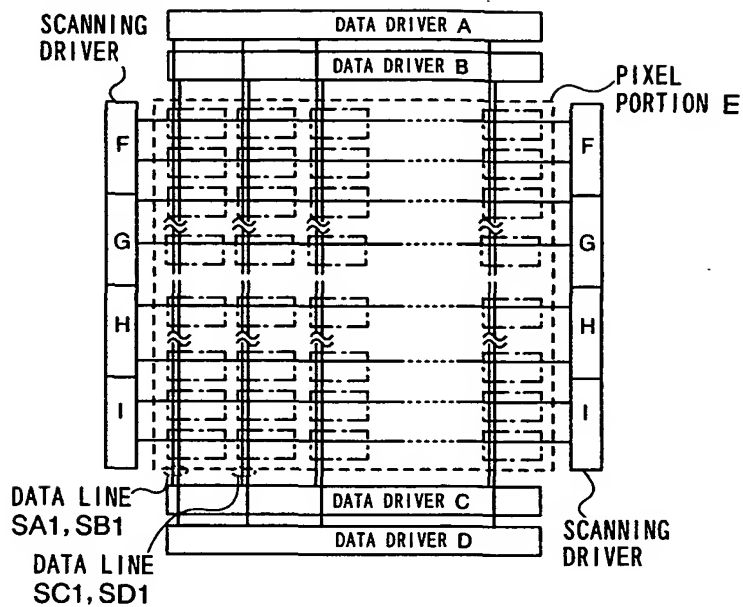 SCANNING
DRIVER
DATA DRIVER A
DATA DRIVER B
PIXEL
PORTION E
F
F
G
G
H
H
I
I
DATA LINE
SA1, SB1
DATA LINE
SC1, SD1
DATA DRIVER C
DATA DRIVER D
SCANNING
DRIVER